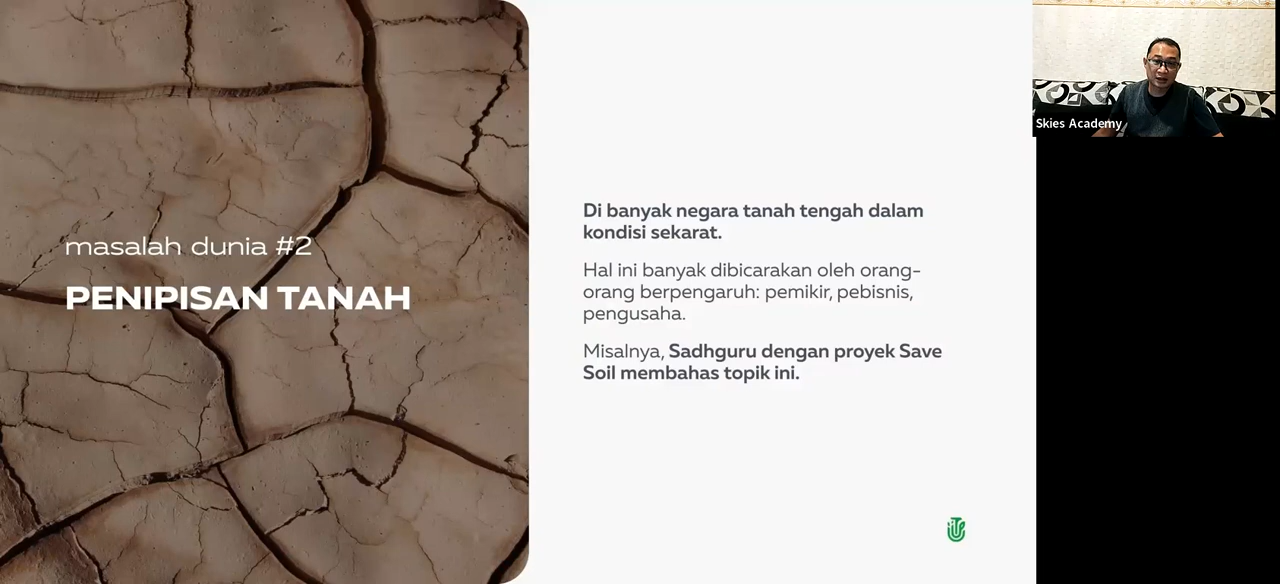 masalah dunia #2
PENIPISAN TANAH
Di banyak negara tanah tengah dalam
kondisi sekarat.
Hal ini banyak dibicarakan oleh orang-
orang berpengaruh: pemikir, pebisnis,
pengusaha.
Misalnya, Sadhguru dengan proyek Save
Soil membahas topik ini.
Skies Academy